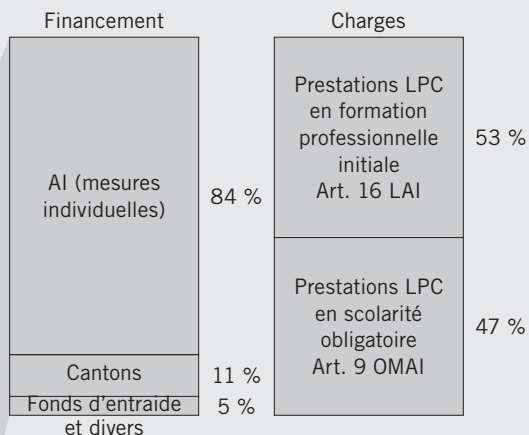 Financement
AI (mesures
individuelles)
84 %
Cantons
11 %
Fonds d'entraide
et divers
5 %
Charges
Prestations LPC
en formation
professionnelle
initiale
Art. 16 LAI
53 %
Prestations LPC
en scolarité
obligatoire
Art. 9 OMAI
47 %